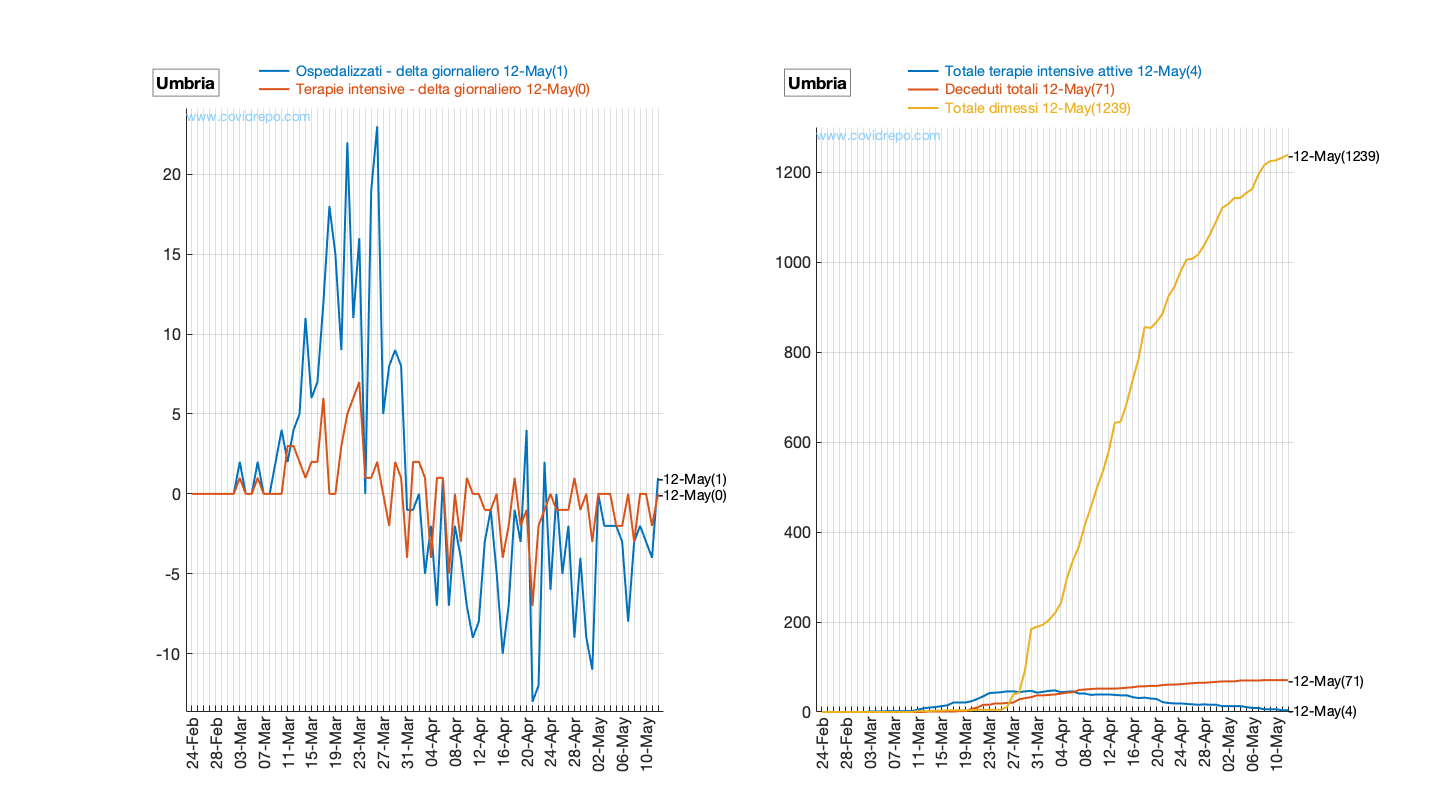 Umbria
Ospedalizzati - delta giornaliero 12-May(1)
Terapie intensive - delta giornaliero 12-May(0)
www.covidrepo.com
20
15
10
5
0
-5
-10
12-May(1)
12-May(0)
24-Feb
28-Feb
03-Mar
07-Mar
11-Mar
15-Mar
19-Mar
23-Mar
27-Mar
31-Mar
04-Apr
08-Apr
12-Apr
16-Apr
20-Apr
24-Apr
28-Apr
02-May
06-May
10-May
Umbria
Totale terapie intensive attive 12-May(4)
Deceduti totali 12-May(71)
Totale dimessi 12-May(1239)
www.covidrepo.com
1200
1000
800
600
400
200
0
12-May(1239)
12-May(71)
12-May(4)
24-Feb
28-Feb
03-Mar
07-Mar
11-Mar
15-Mar
19-Mar
23-Mar
27-Mar
31-Mar
04-Apr
08-Apr
12-Apr
16-Apr
20-Apr
24-Apr
28-Apr
02-May
06-May
10-May